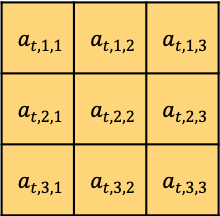 a_{t,1,1} a_{t,1,2} a_{t,1,3}
a_{t,2,1} a_{t,2,2} a_{t,2,3}
a_{t,3,1} a_{t,3,2} a_{t,3,3}